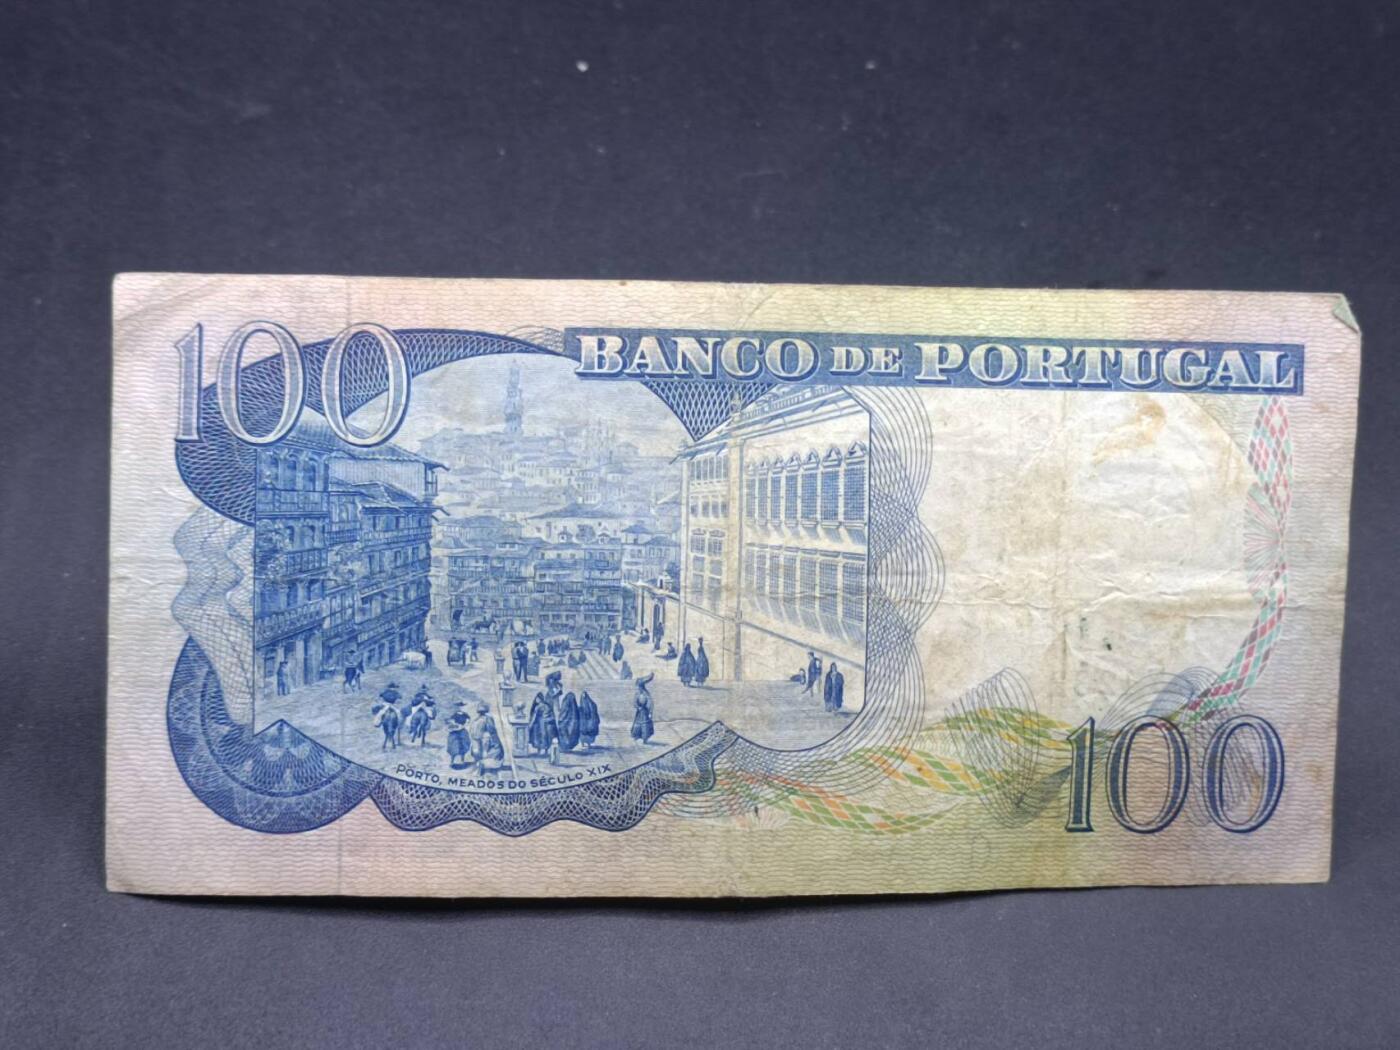 100
BANCO DE PORTUGAL
PORTO, MEADOS DO SÉCULO XIX
100